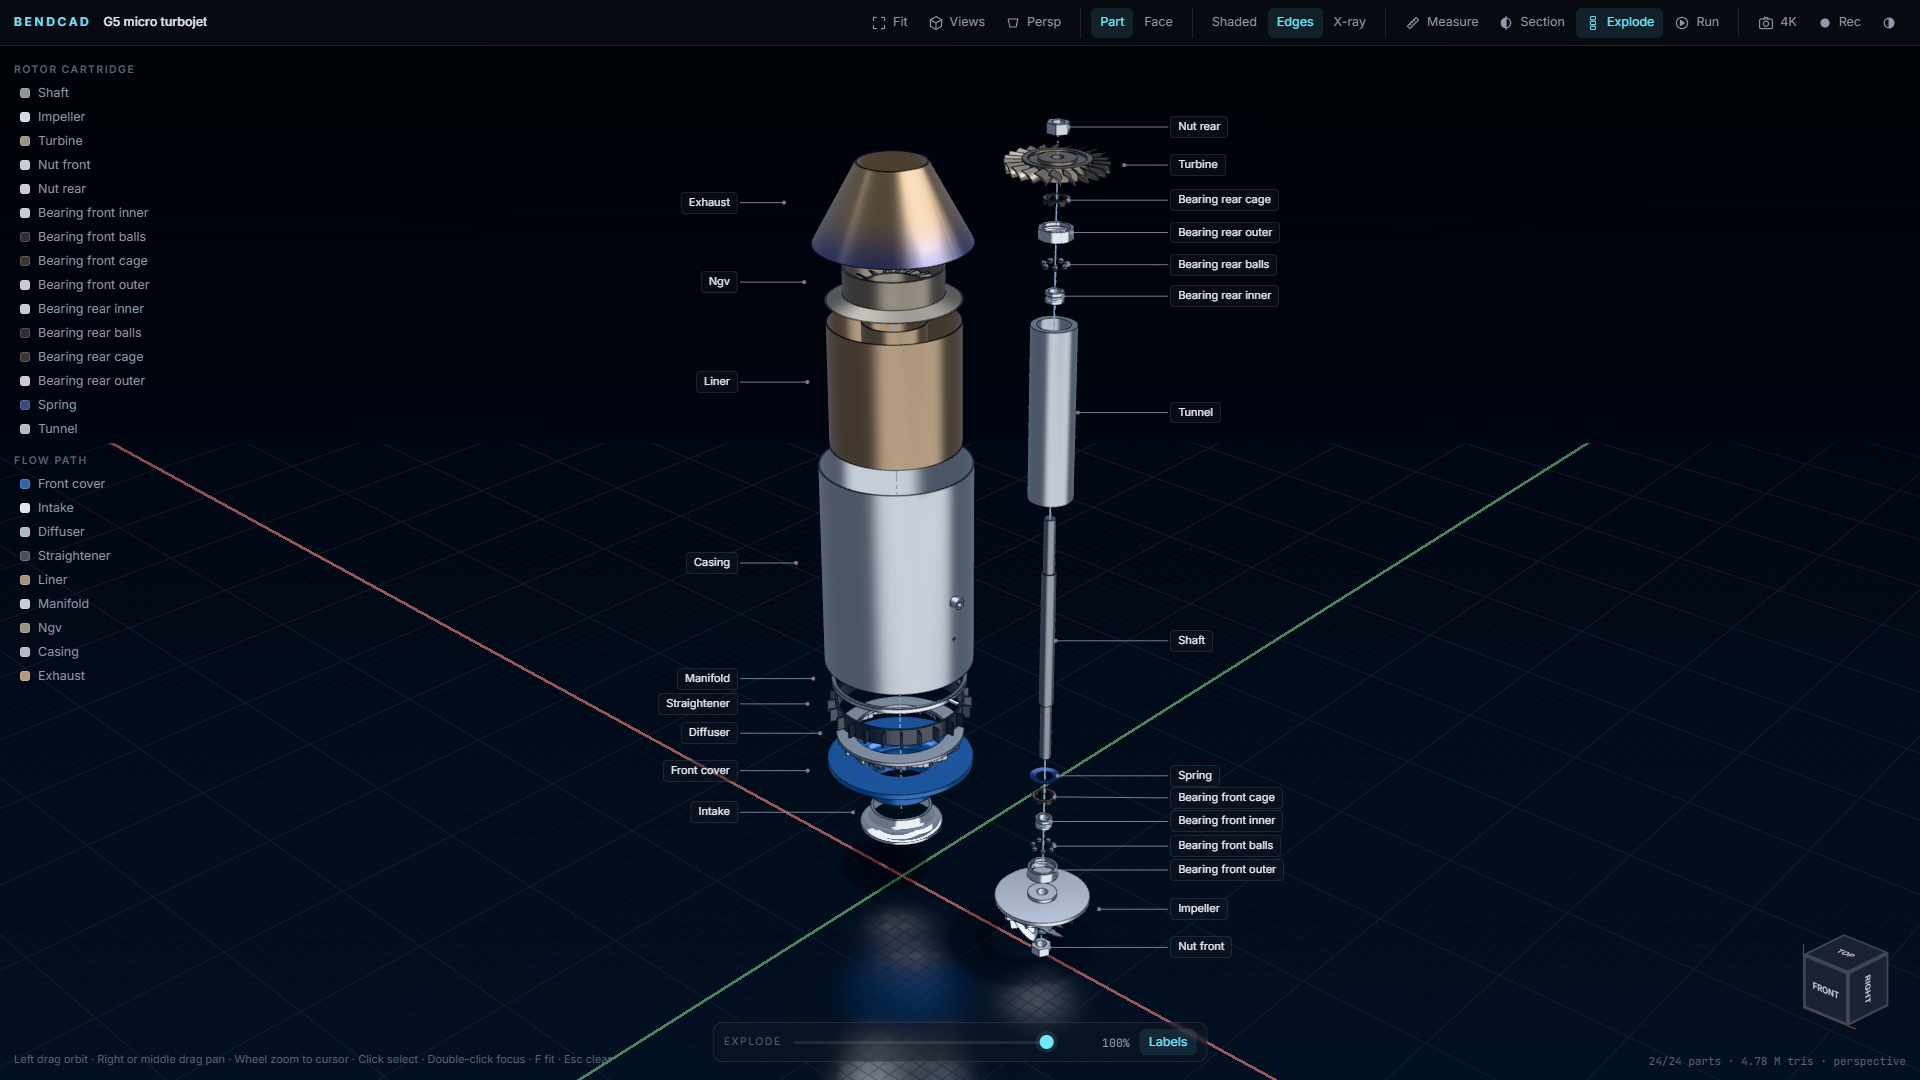 BENDCAD G5 micro turbojet Fit Views Persp Part Face Shaded Edges X-ray Measure Section Explode Run 4K Rec
ROTOR CARTRIDGE
Shaft
Impeller
Turbine
Nut front
Nut rear
Bearing front inner
Bearing front balls
Bearing front cage
Bearing front outer
Bearing rear inner
Bearing rear balls
Bearing rear cage
Bearing rear outer
Spring
Tunnel
FLOW PATH
Front cover
Intake
Diffuser
Straightener
Liner
Manifold
Ngv
Casing
Exhaust
Exhaust
Ngv
Liner
Casing
Manifold
Straightener
Diffuser
Front cover
Intake
Nut rear
Turbine
Bearing rear cage
Bearing rear outer
Bearing rear balls
Bearing rear inner
Tunnel
Shaft
Spring
Bearing front cage
Bearing front inner
Bearing front balls
Bearing front outer
Impeller
Nut front
TOP
FRONT
RIGHT
EXPLODE 100% Labels
Left drag orbit · Right or middle drag pan · Wheel zoom to cursor · Click select · Double-click focus · F fit · Esc clear
24/24 parts · 4.78 M tris · perspective